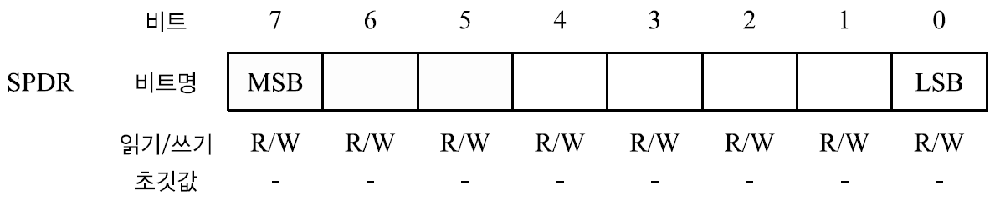 비트 7 6 5 4 3 2 1 0
SPDR 비트명 MSB LSB
읽기/쓰기 R/W R/W R/W R/W R/W R/W R/W R/W
초깃값 - - - - - - - -